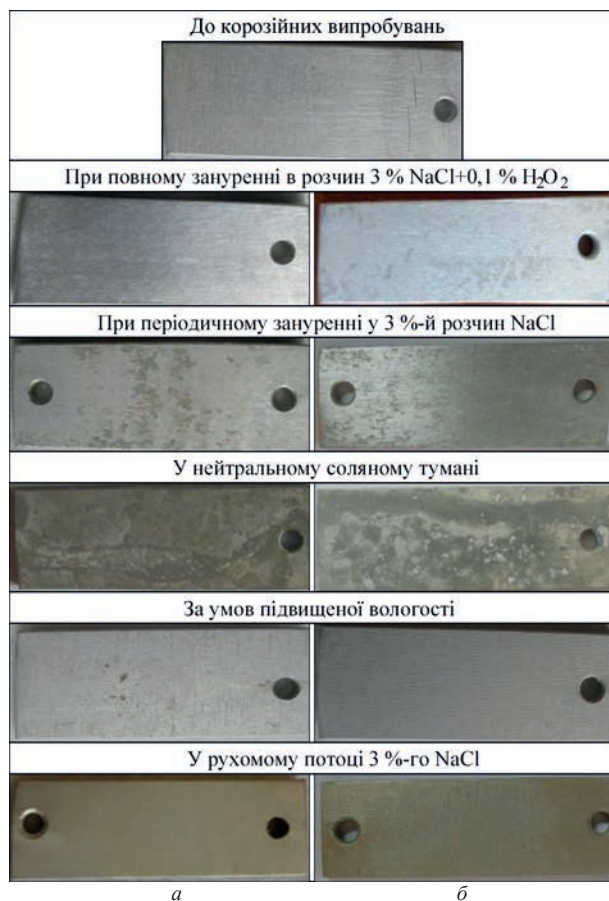 До корозійних випробувань
При повному зануренні в розчин 3 % NaCl+0,1 % H₂O₂
При періодичному зануренні у 3 %-й розчин NaCl
У нейтральному соляному тумані
За умов підвищеної вологості
У рухомому потоці 3 %-го NaCl
а б